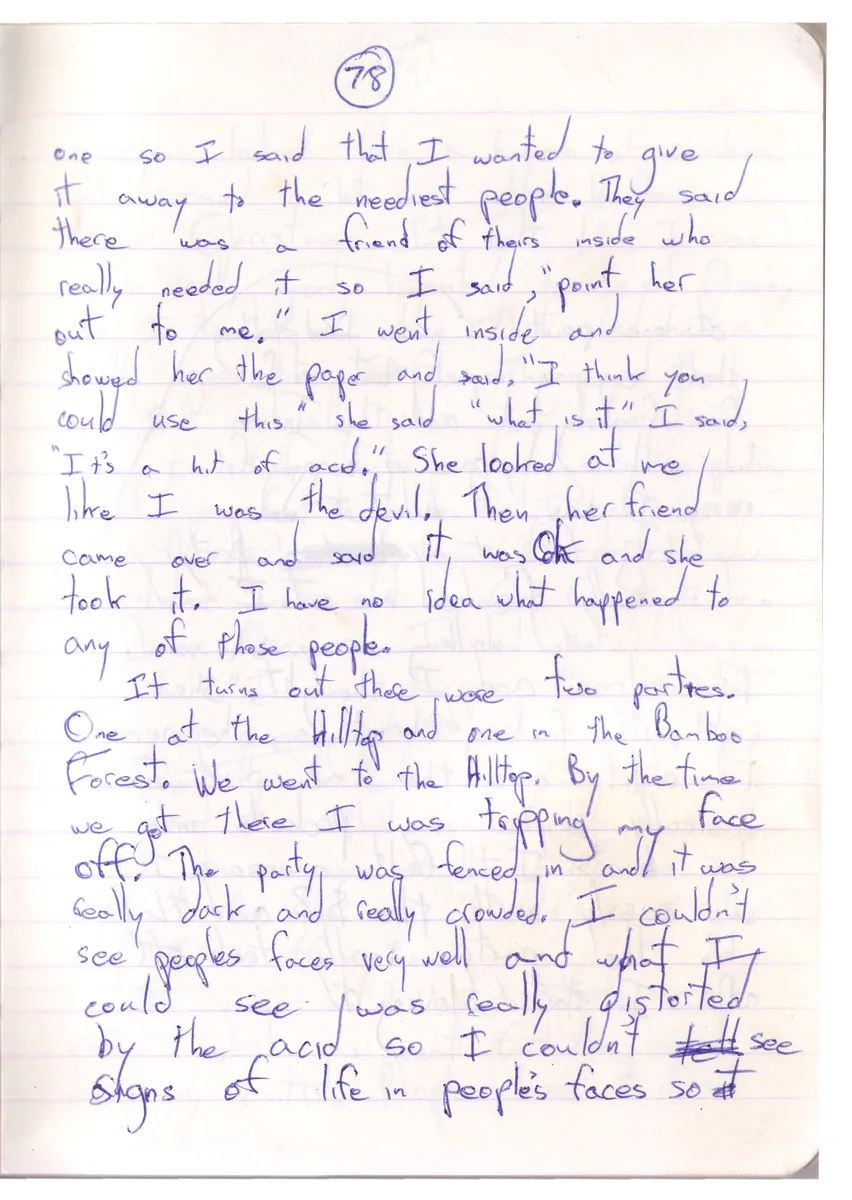 78
one so I said that I wanted to give
it away to the neediest people. They said
there was a friend of theirs inside who
really needed it so I said, "point her
out to me." I went inside and
showed her the paper and said, "I think you
could use this" she said "what is it" I said,
"It's a hit of acid." She looked at me
like I was the devil. Then her friend
came over and said it was OK and she
took it. I have no idea what happened to
any of those people.
It turns out there were two parties.
One at the Hilltop and one in the Bamboo
Forest. We went to the Hilltop. By the time
we got there I was tripping my face
off. The party was fenced in and it was
really dark and really crowded. I couldn't
see peoples faces very well and what I
could see was really distorted
by the acid so I couldn't tell see
signs of life in people's faces so it